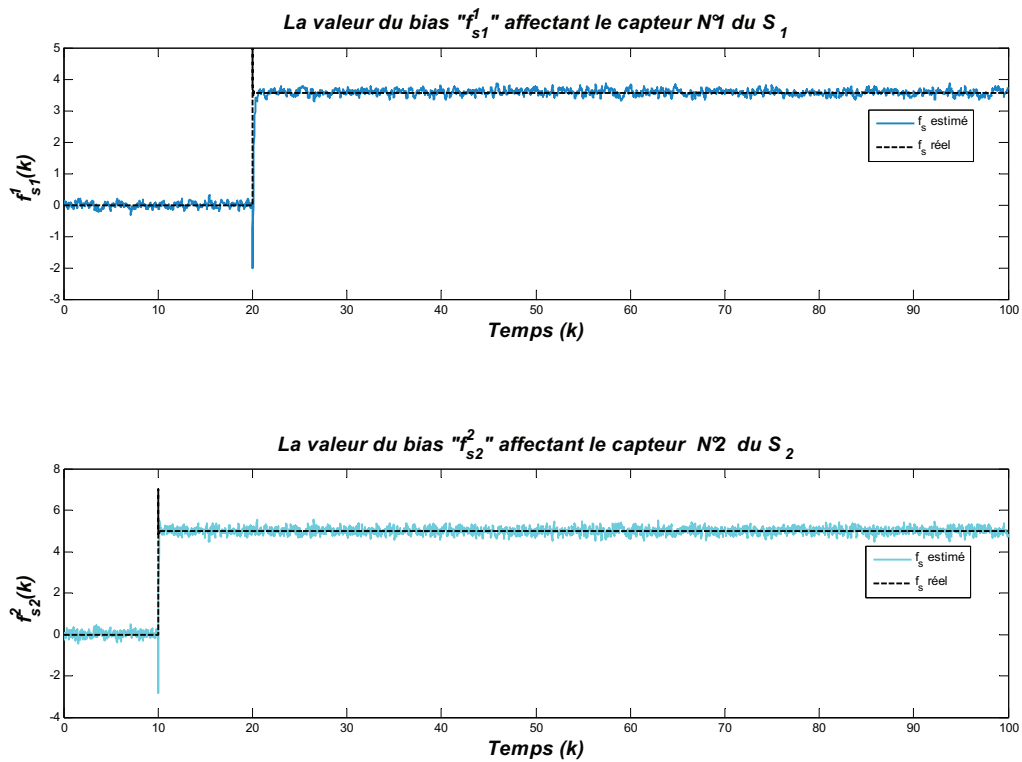 La valeur du bias "f¹s1" affectant le capteur N°1 du S 1
5
4
3
2
1
0
-1
-2
-3
f¹s1(k)
fs estimé
fs réel
0 10 20 30 40 50 60 70 80 90 100
Temps (k)
La valeur du bias "f²s2" affectant le capteur N°2 du S 2
8
6
4
2
0
-2
-4
f²s2(k)
fs estimé
fs réel
0 10 20 30 40 50 60 70 80 90 100
Temps (k)